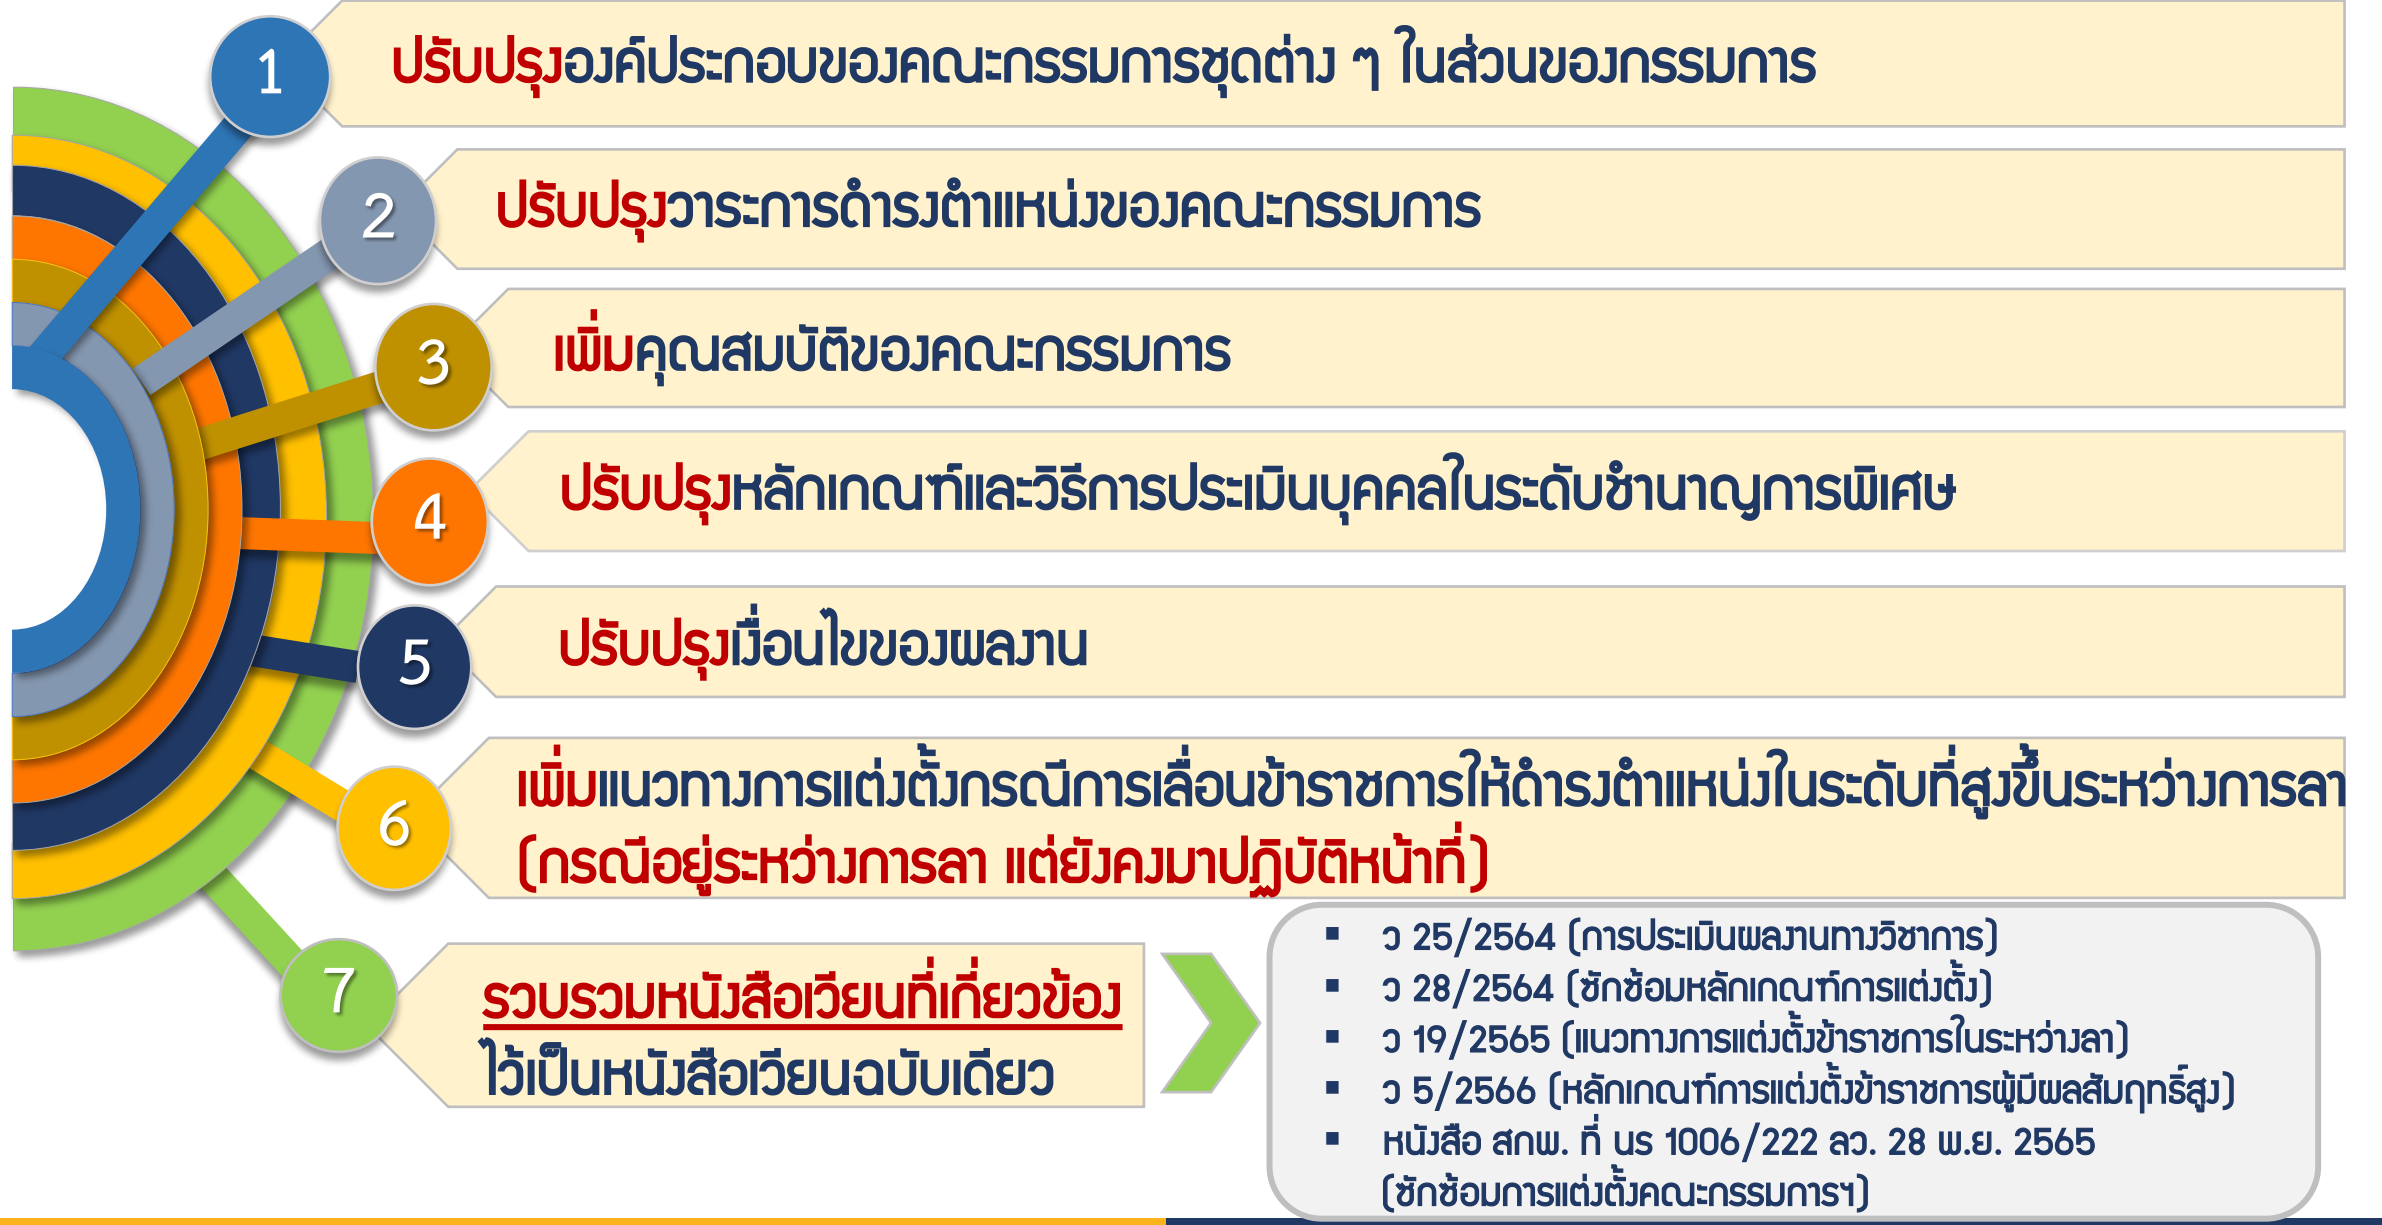 1
ปรับปรุงองค์ประกอบของคณะกรรมการชุดต่าง ๆ ในส่วนของกรรมการ
2
ปรับปรุงวาระการดำรงตำแหน่งของคณะกรรมการ
3
เพิ่มคุณสมบัติของคณะกรรมการ
4
ปรับปรุงหลักเกณฑ์และวิธีการประเมินบุคคลในระดับชำนาญการพิเศษ
5
ปรับปรุงเงื่อนไขของผลงาน
6
เพิ่มแนวทางการแต่งตั้งกรณีการเลื่อนข้าราชการให้ดำรงตำแหน่งในระดับที่สูงขึ้นระหว่างการลา
(กรณีอยู่ระหว่างการลา แต่ยังคงมาปฏิบัติหน้าที่)
7
รวบรวมหนังสือเวียนที่เกี่ยวข้อง
ไว้เป็นหนังสือเวียนฉบับเดียว
▪ ว 25/2564 (การประเมินผลงานทางวิชาการ)
▪ ว 28/2564 (ซักซ้อมหลักเกณฑ์การแต่งตั้ง)
▪ ว 19/2565 (แนวทางการแต่งตั้งข้าราชการในระหว่างลา)
▪ ว 5/2566 (หลักเกณฑ์การแต่งตั้งข้าราชการผู้มีผลสัมฤทธิ์สูง)
▪ หนังสือ สกพ. ที่ นร 1006/222 ลว. 28 พ.ย. 2565
(ซักซ้อมการแต่งตั้งคณะกรรมการฯ)